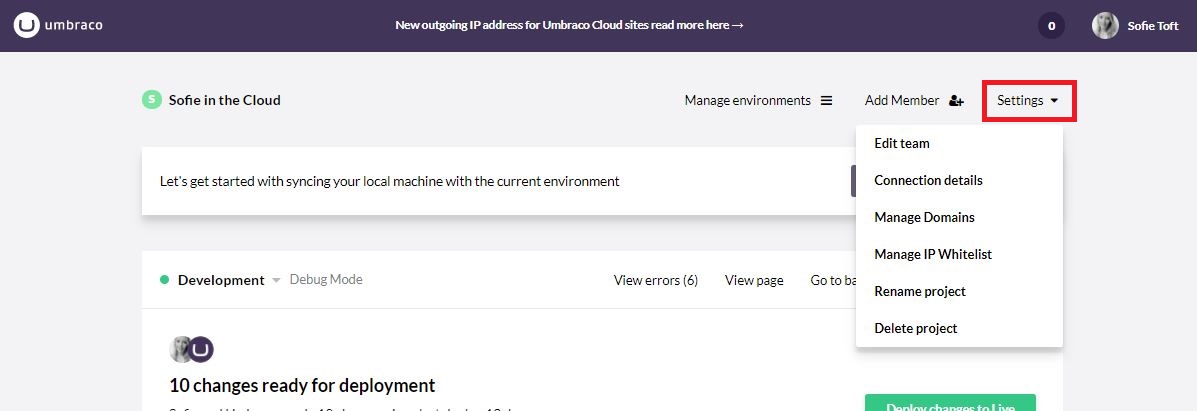 umbraco
New outgoing IP address for Umbraco Cloud sites read more here →
0
Sofie Toft
S Sofie in the Cloud
Manage environments
Add Member
Settings
Edit team
Connection details
Manage Domains
Manage IP Whitelist
Rename project
Delete project
Let's get started with syncing your local machine with the current environment
Development
Debug Mode
View errors (6)
View page
Go to ba
10 changes ready for deployment
Deploy changes to Live